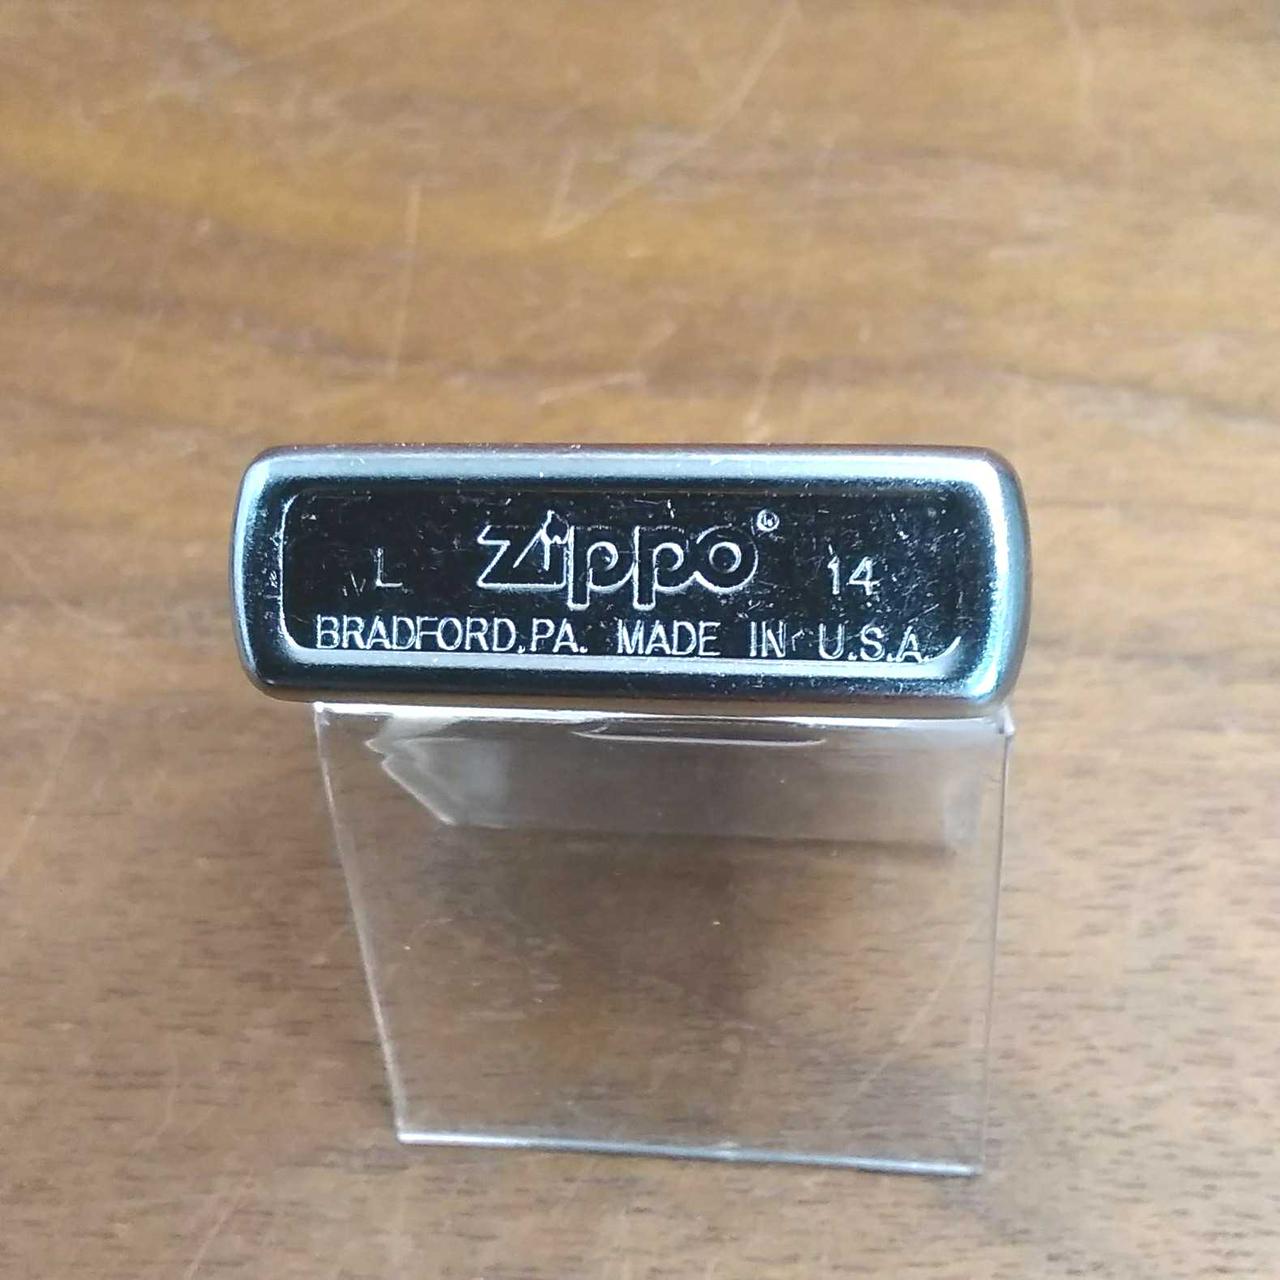 L Zippo® 14
BRADFORD,PA. MADE IN U.S.A.